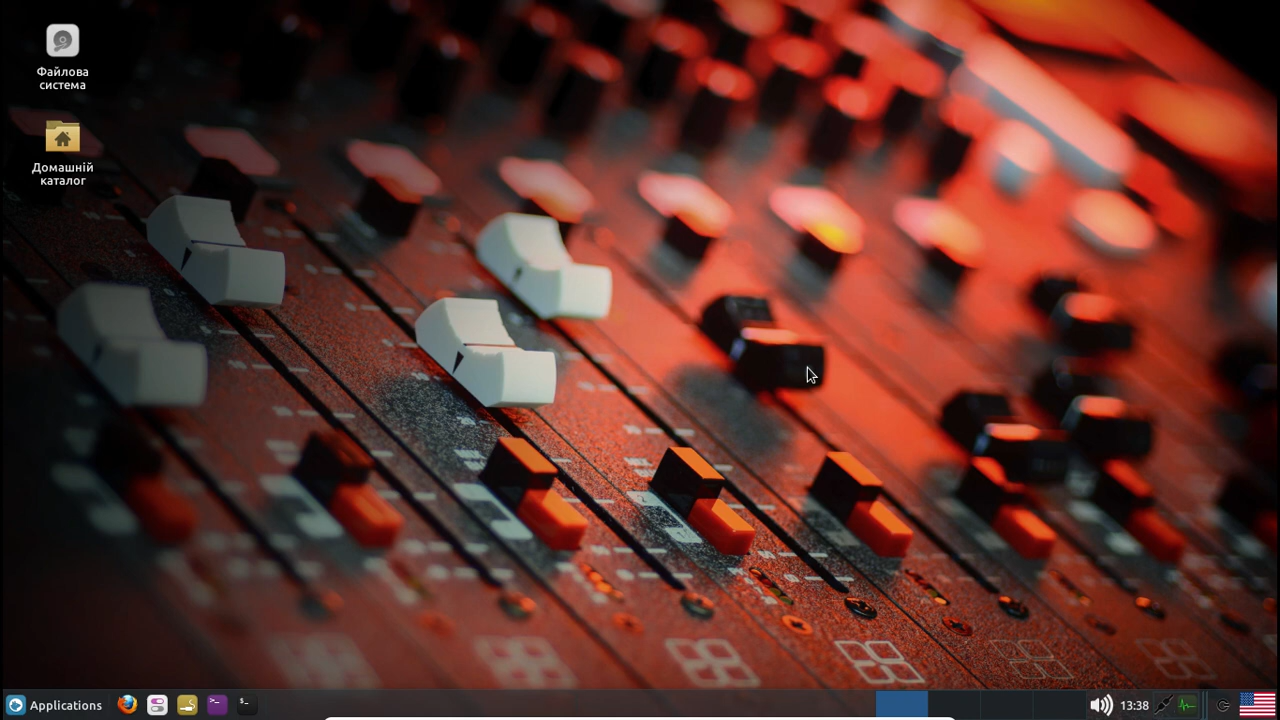 Файлова
система
Домашній
каталог
Applications
13:38